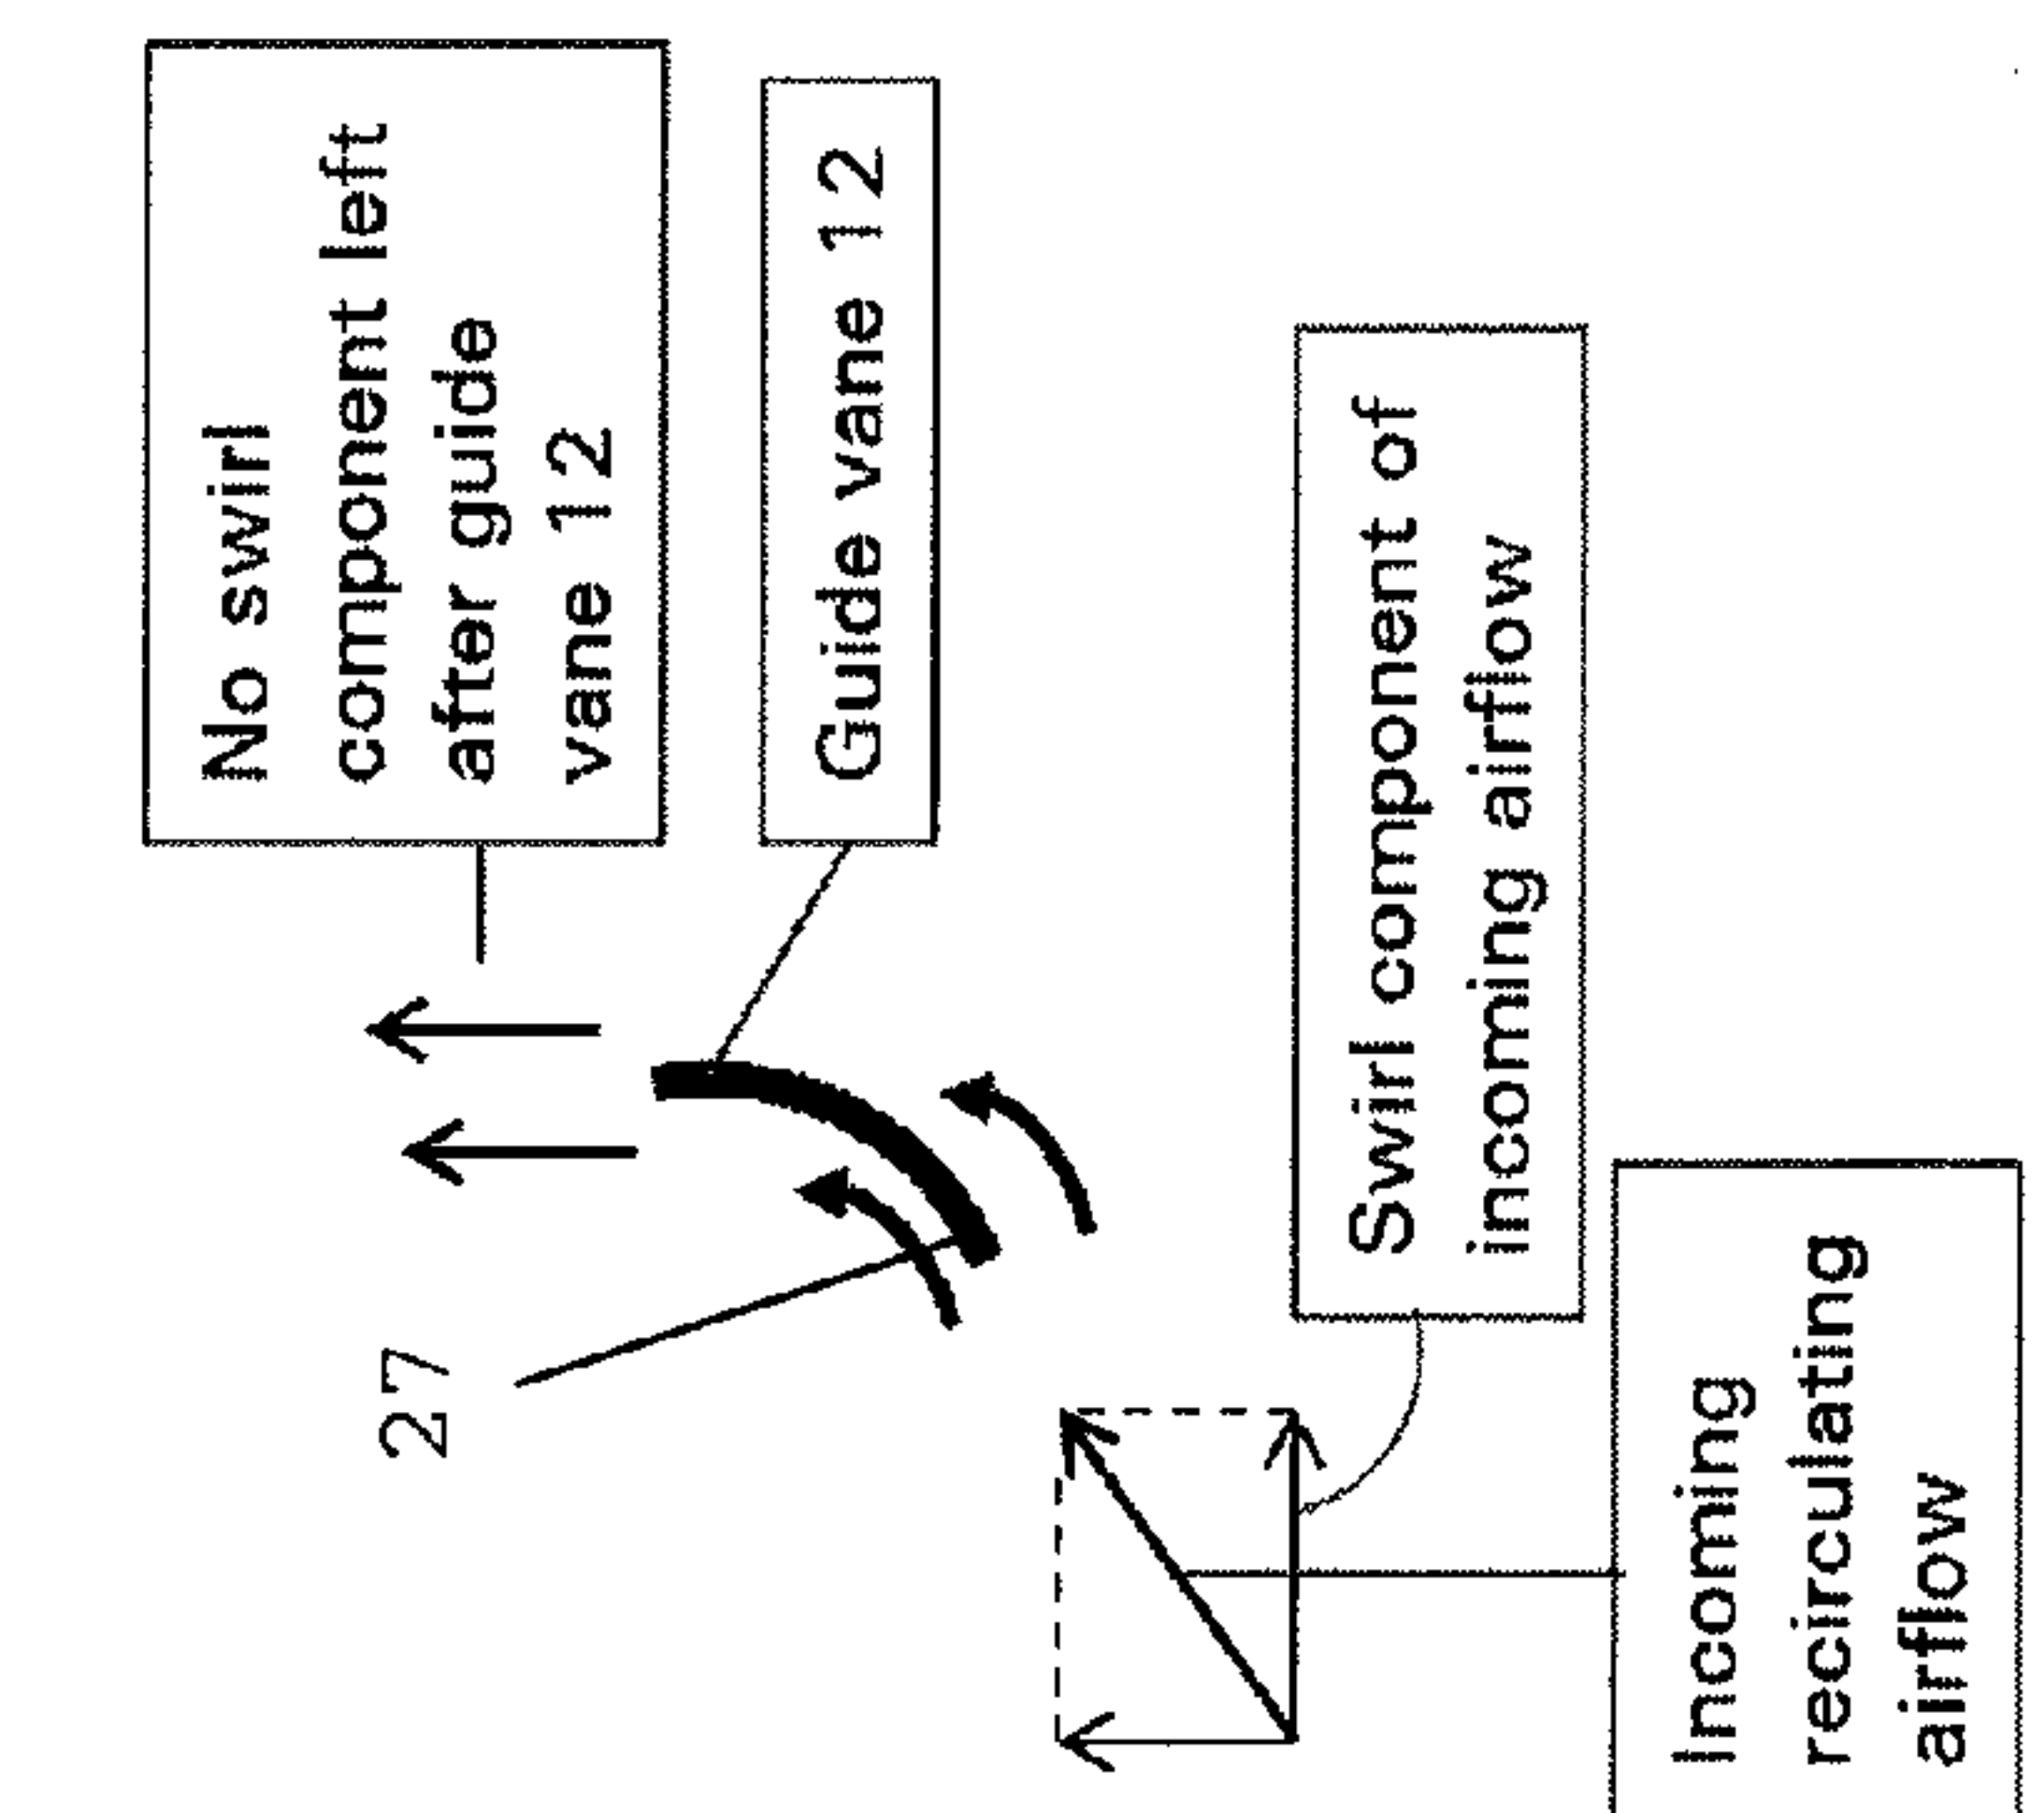 No swirl
component left
after guide
vane 12
Guide vane 12
27
Swirl component of
incoming airflow
Incoming
recirculating
airflow